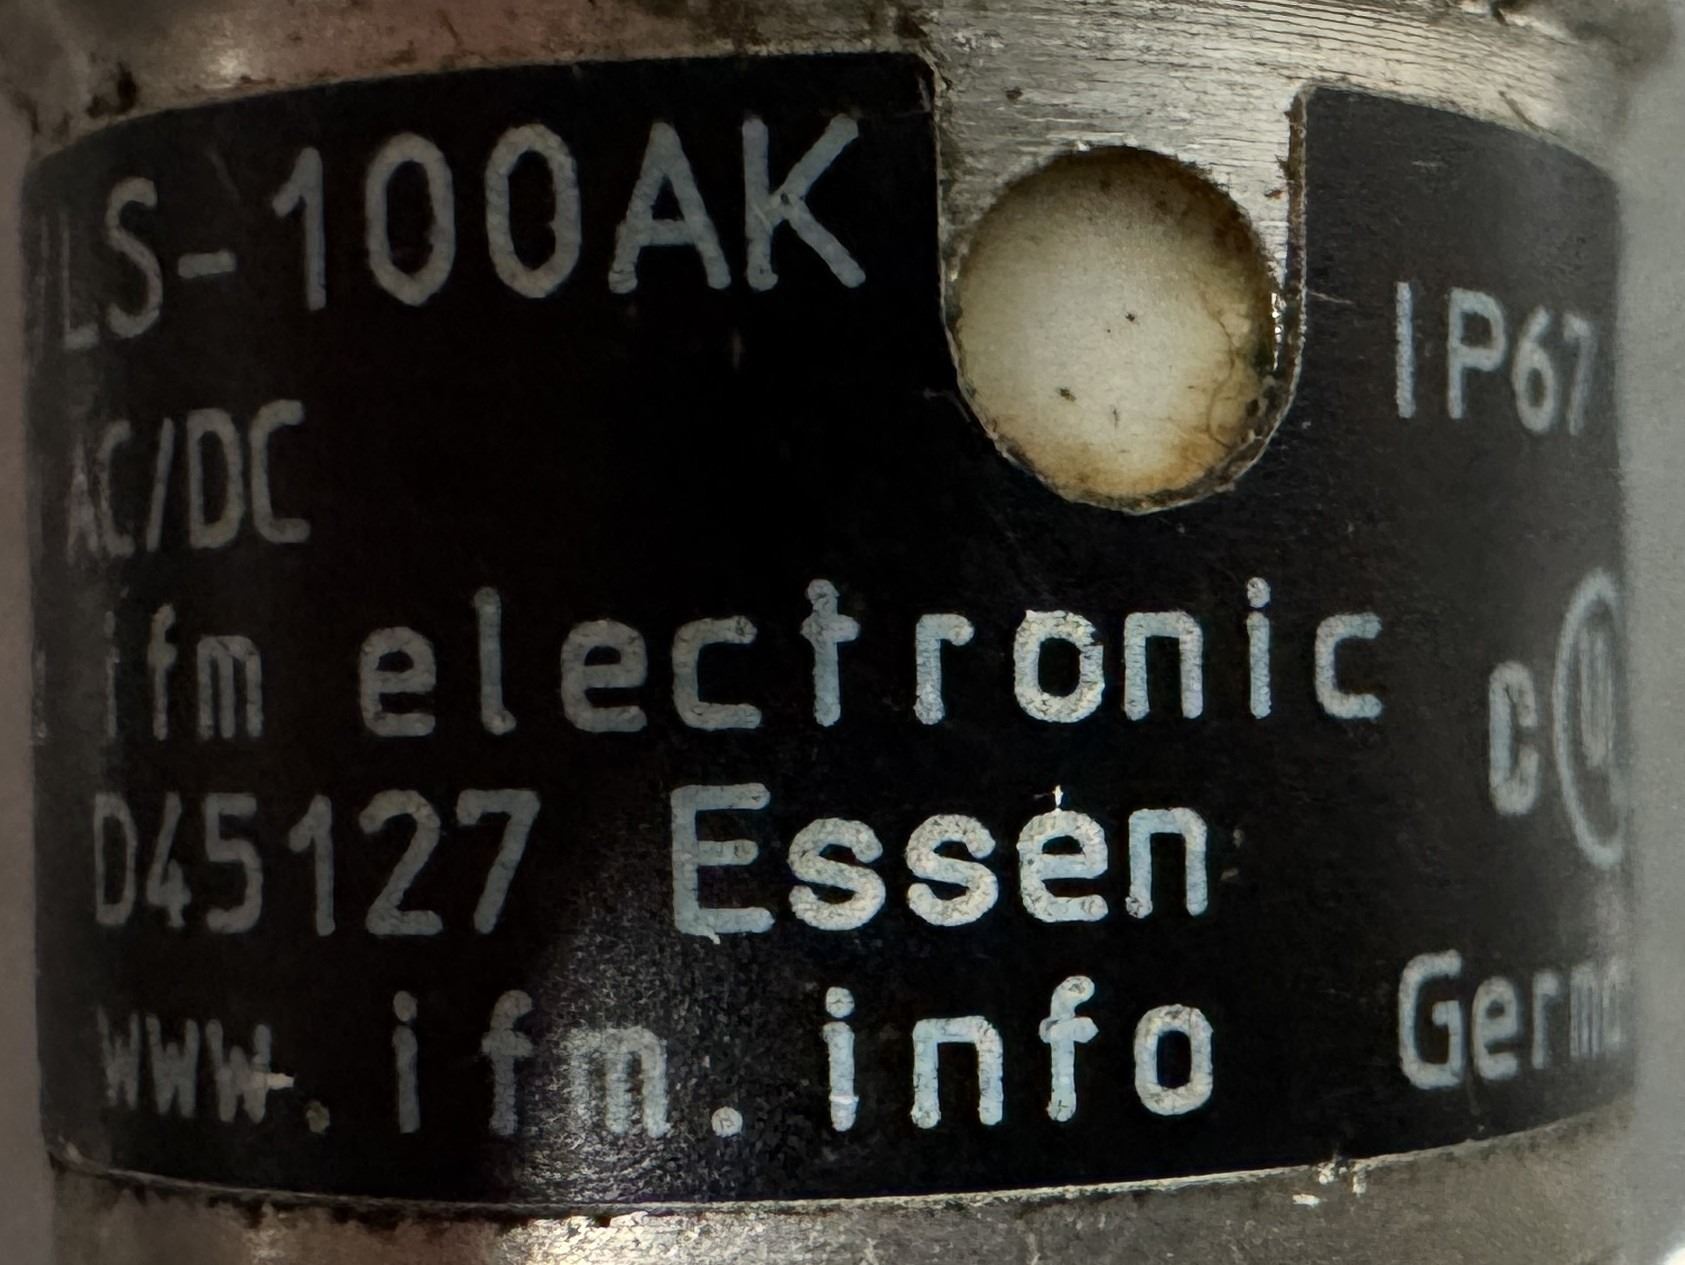 LS-100AK
IP67
AC/DC
ifm electronic
C
D45127 Essen
www.ifm.info